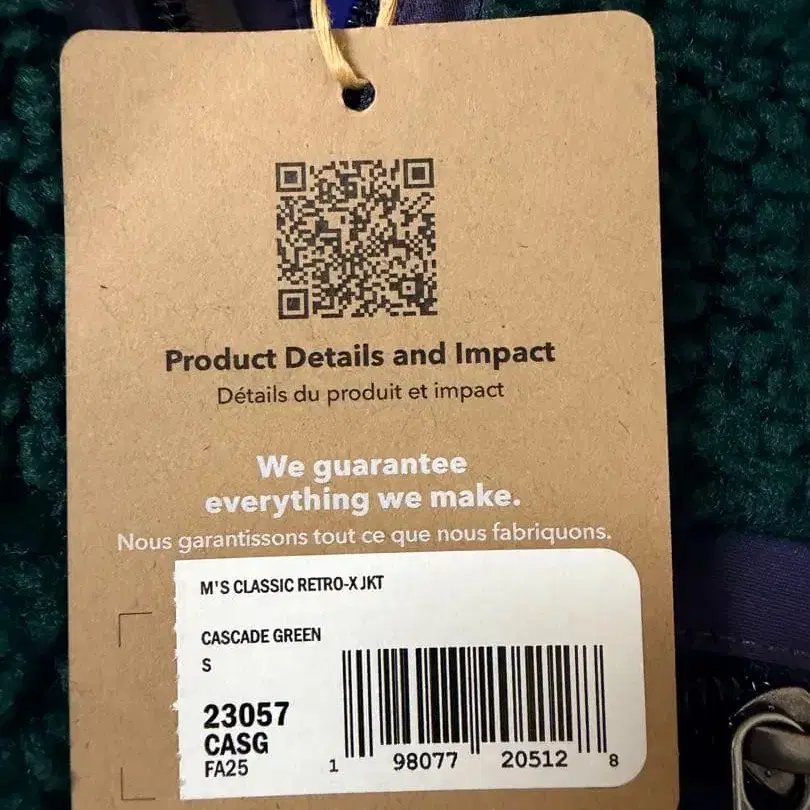 Product Details and Impact
Détails du produit et impact
We guarantee
everything we make.
Nous garantissons tout ce que nous fabriquons.
M'S CLASSIC RETRO-X JKT
CASCADE GREEN
S
23057
CASG
FA25
1 98077 20512 8